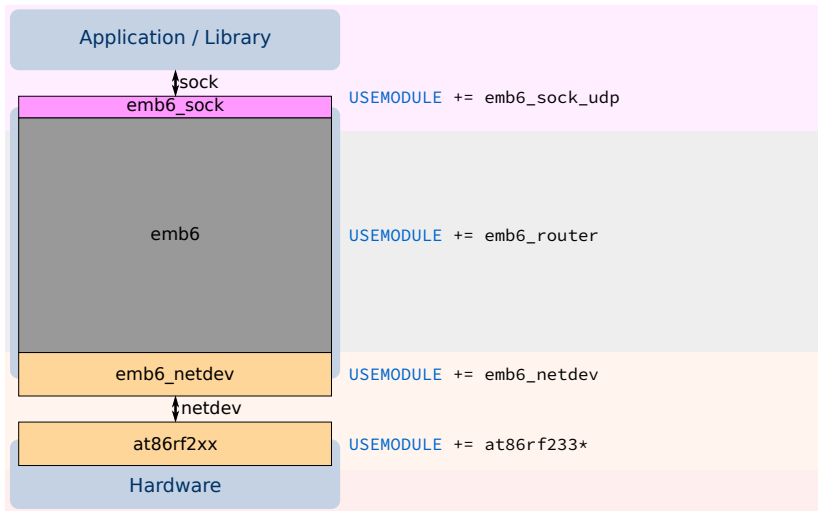 Application / Library
sock
emb6_sock
USEMODULE += emb6_sock_udp
emb6
USEMODULE += emb6_router
emb6_netdev
USEMODULE += emb6_netdev
netdev
at86rf2xx
USEMODULE += at86rf233*
Hardware